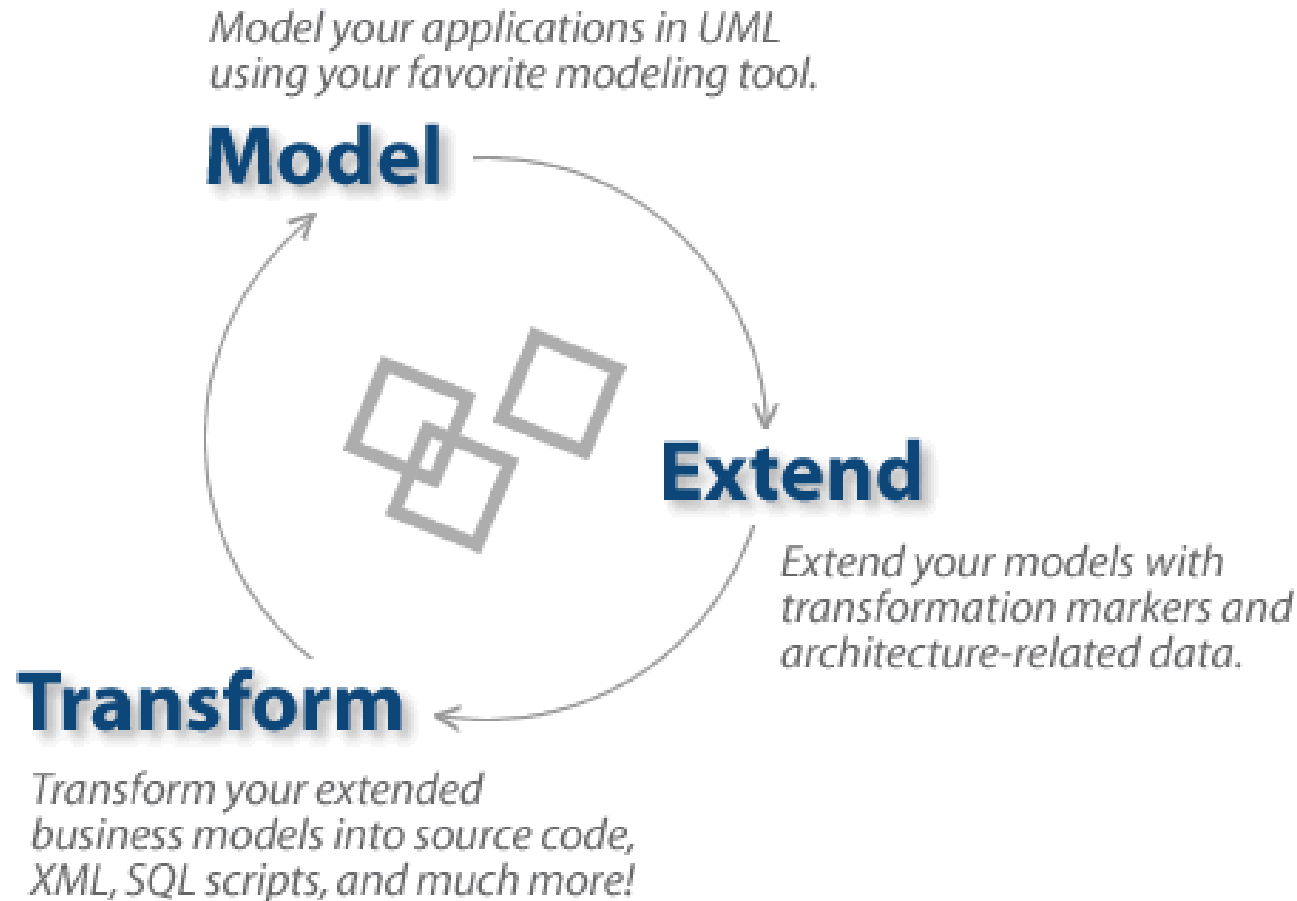 Model your applications in UML
using your favorite modeling tool.
Model
Extend
Extend your models with
transformation markers and
architecture-related data.
Transform
Transform your extended
business models into source code,
XML, SQL scripts, and much more!